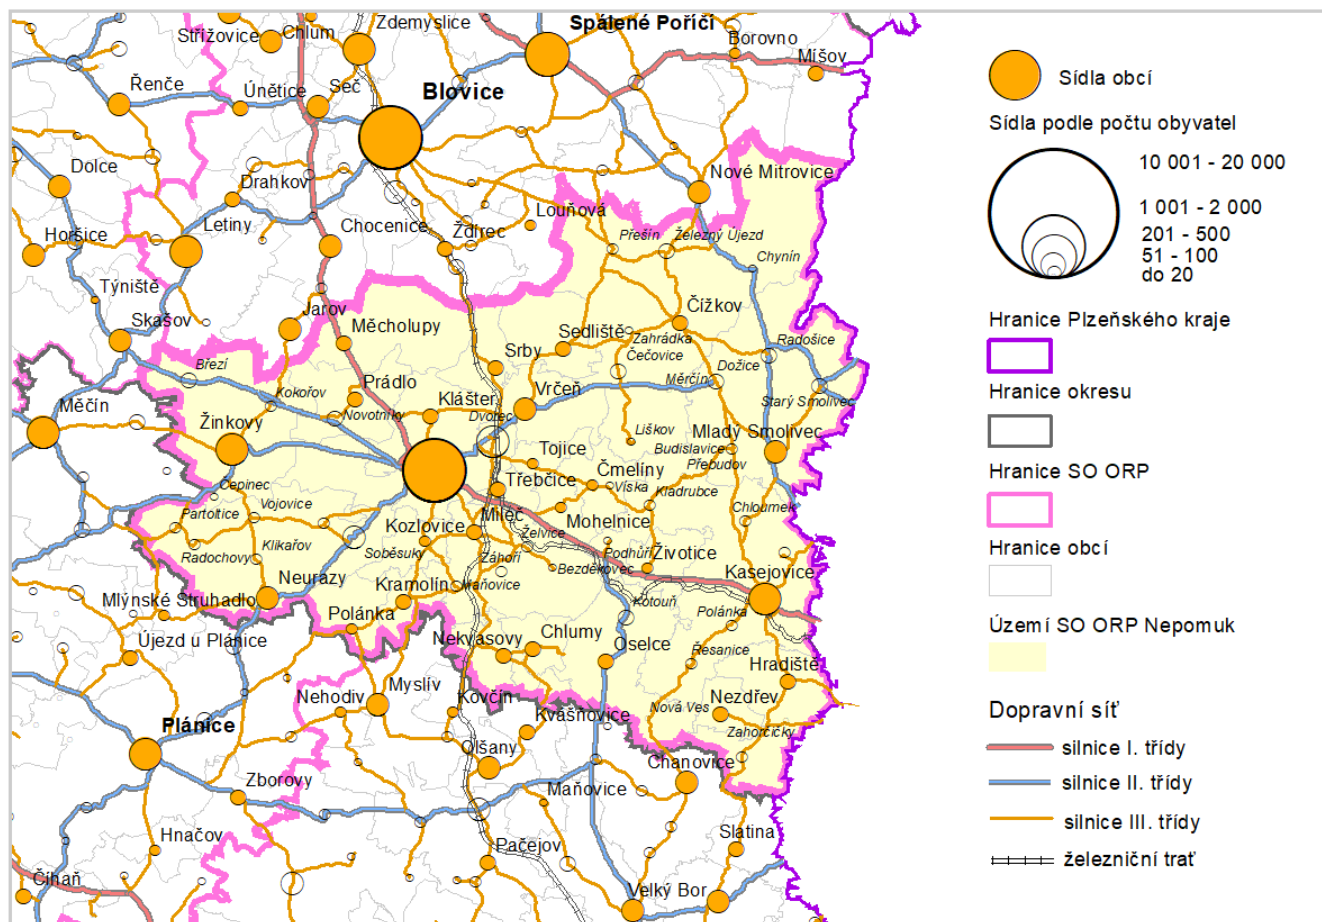 Zdemyslice
Spálené Poříčí
Střížovice
Chlum
Borovno
Míšov
Řenče
Únětice
Seč
Blovice
Dolce
Drahkov
Nové Mitrovice
Letiny
Chocenice
Louňová
Ždírec
Horšice
Přešín
Železný Újezd
Chynín
Týniště
Skašov
Jarov
Měcholupy
Čížkov
Sedliště
Zahrádka
Radošice
Březí
Srby
Čečovice
Dožice
Prádlo
Kokořov
Vrčeň
Měrčín
Starý Smolivec
Měčín
Novotníky
Klášter
Dvorec
Žinkovy
Liškov
Mladý Smolivec
Tojice
Budislavice
Přebudov
Čmelíny
Třebčice
Víska
Čepinec
Kladrubce
Partoltice
Vojovice
Chloumek
Kozlovice
Mileč
Mohelnice
Želvice
Radochovy
Klikařov
Soběsuky
Záhoří
Podhůří
Životice
Bezděkovec
Kasejovice
Neurazy
Kramolín
Maňovice
Mlýnské Struhadlo
Kotouň
Polánka
Polánka
Újezd u Plánice
Nekvasovy
Chlumy
Oselce
Řesanice
Hradiště
Nehodiv
Myslív
Kovčín
Nezdřev
Nová Ves
Kvášňovice
Plánice
Zahorčičky
Olšany
Chanovice
Zborovy
Maňovice
Hnačov
Slatina
Pačejov
Číhaň
Velký Bor
Sídla obcí
Sídla podle počtu obyvatel
10 001 - 20 000
1 001 - 2 000
201 - 500
51 - 100
do 20
Hranice Plzeňského kraje
Hranice okresu
Hranice SO ORP
Hranice obcí
Území SO ORP Nepomuk
Dopravní síť
silnice I. třídy
silnice II. třídy
silnice III. třídy
železniční trať